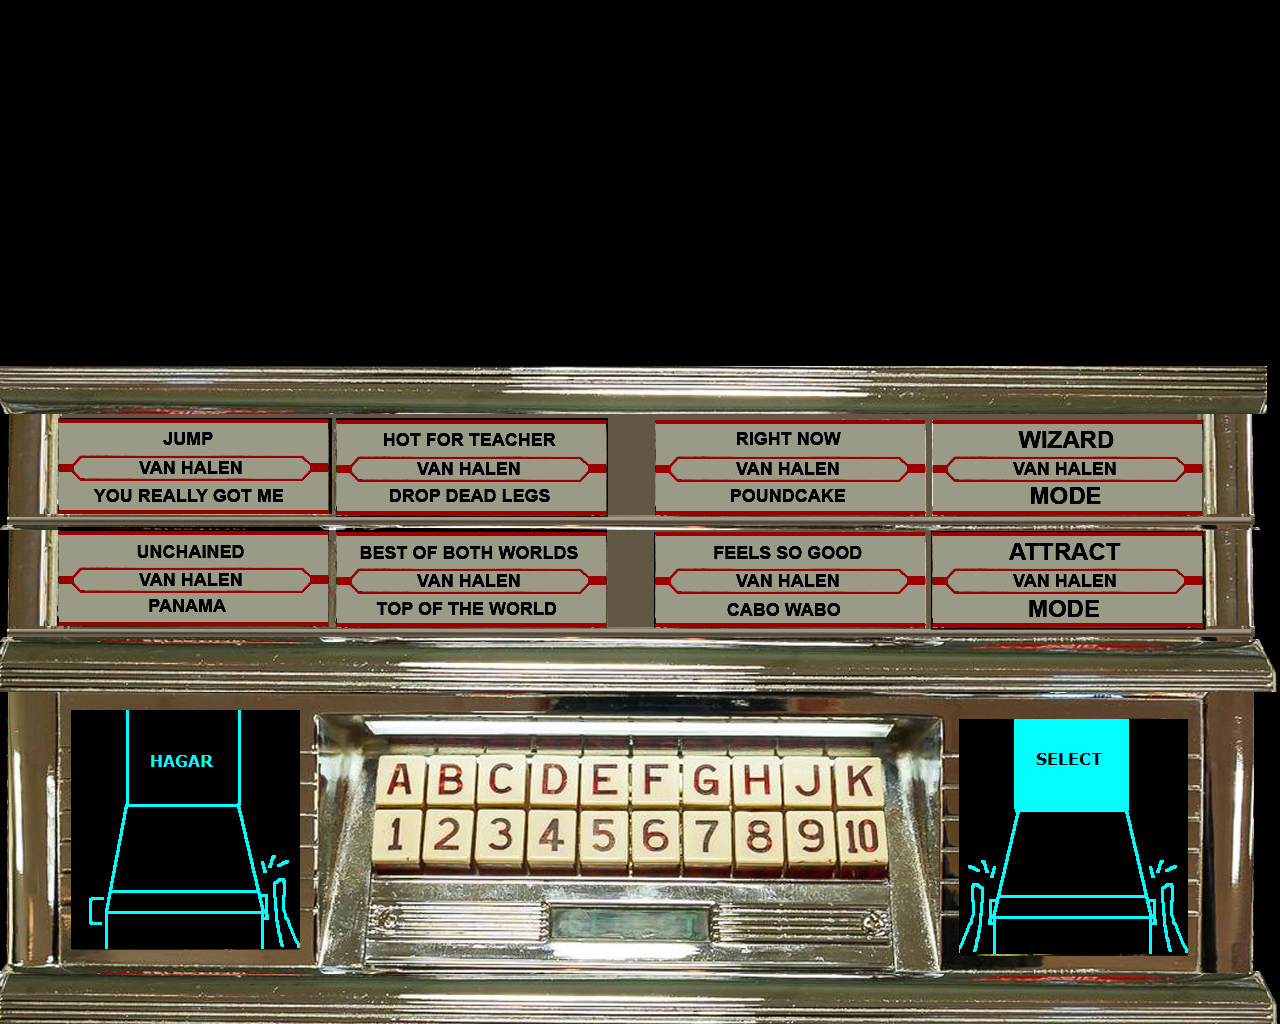 JUMP
VAN HALEN
YOU REALLY GOT ME
HOT FOR TEACHER
VAN HALEN
DROP DEAD LEGS
RIGHT NOW
VAN HALEN
POUNDCAKE
WIZARD
VAN HALEN
MODE
UNCHAINED
VAN HALEN
PANAMA
BEST OF BOTH WORLDS
VAN HALEN
TOP OF THE WORLD
FEELS SO GOOD
VAN HALEN
CABO WABO
ATTRACT
VAN HALEN
MODE
HAGAR
A B C D E F G H J K
1 2 3 4 5 6 7 8 9 10
SELECT